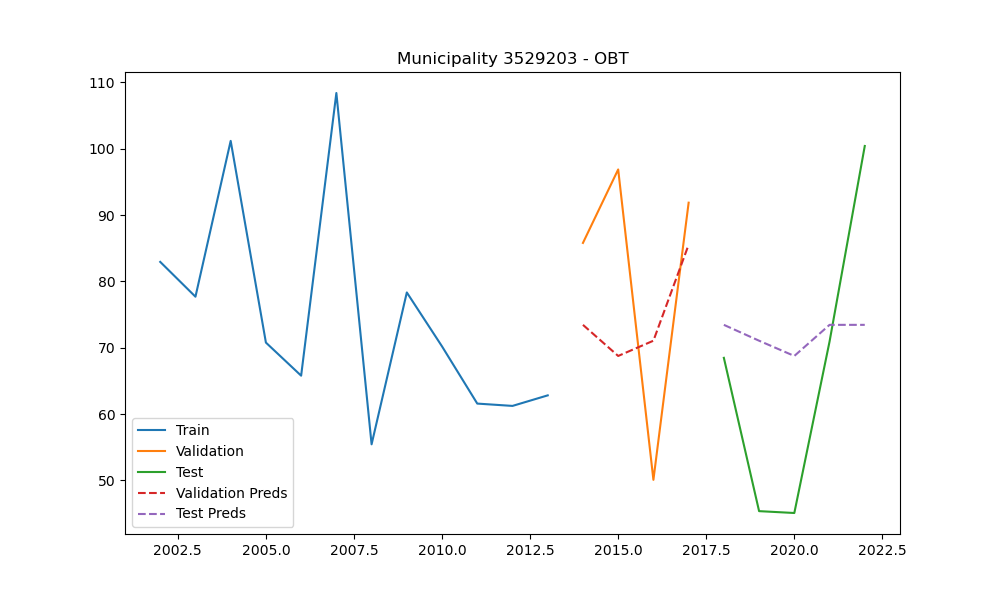 Municipality 3529203 - OBT
110
100
90
80
70
60
50
Train
Validation
Test
Validation Preds
Test Preds
2002.5 2005.0 2007.5 2010.0 2012.5 2015.0 2017.5 2020.0 2022.5